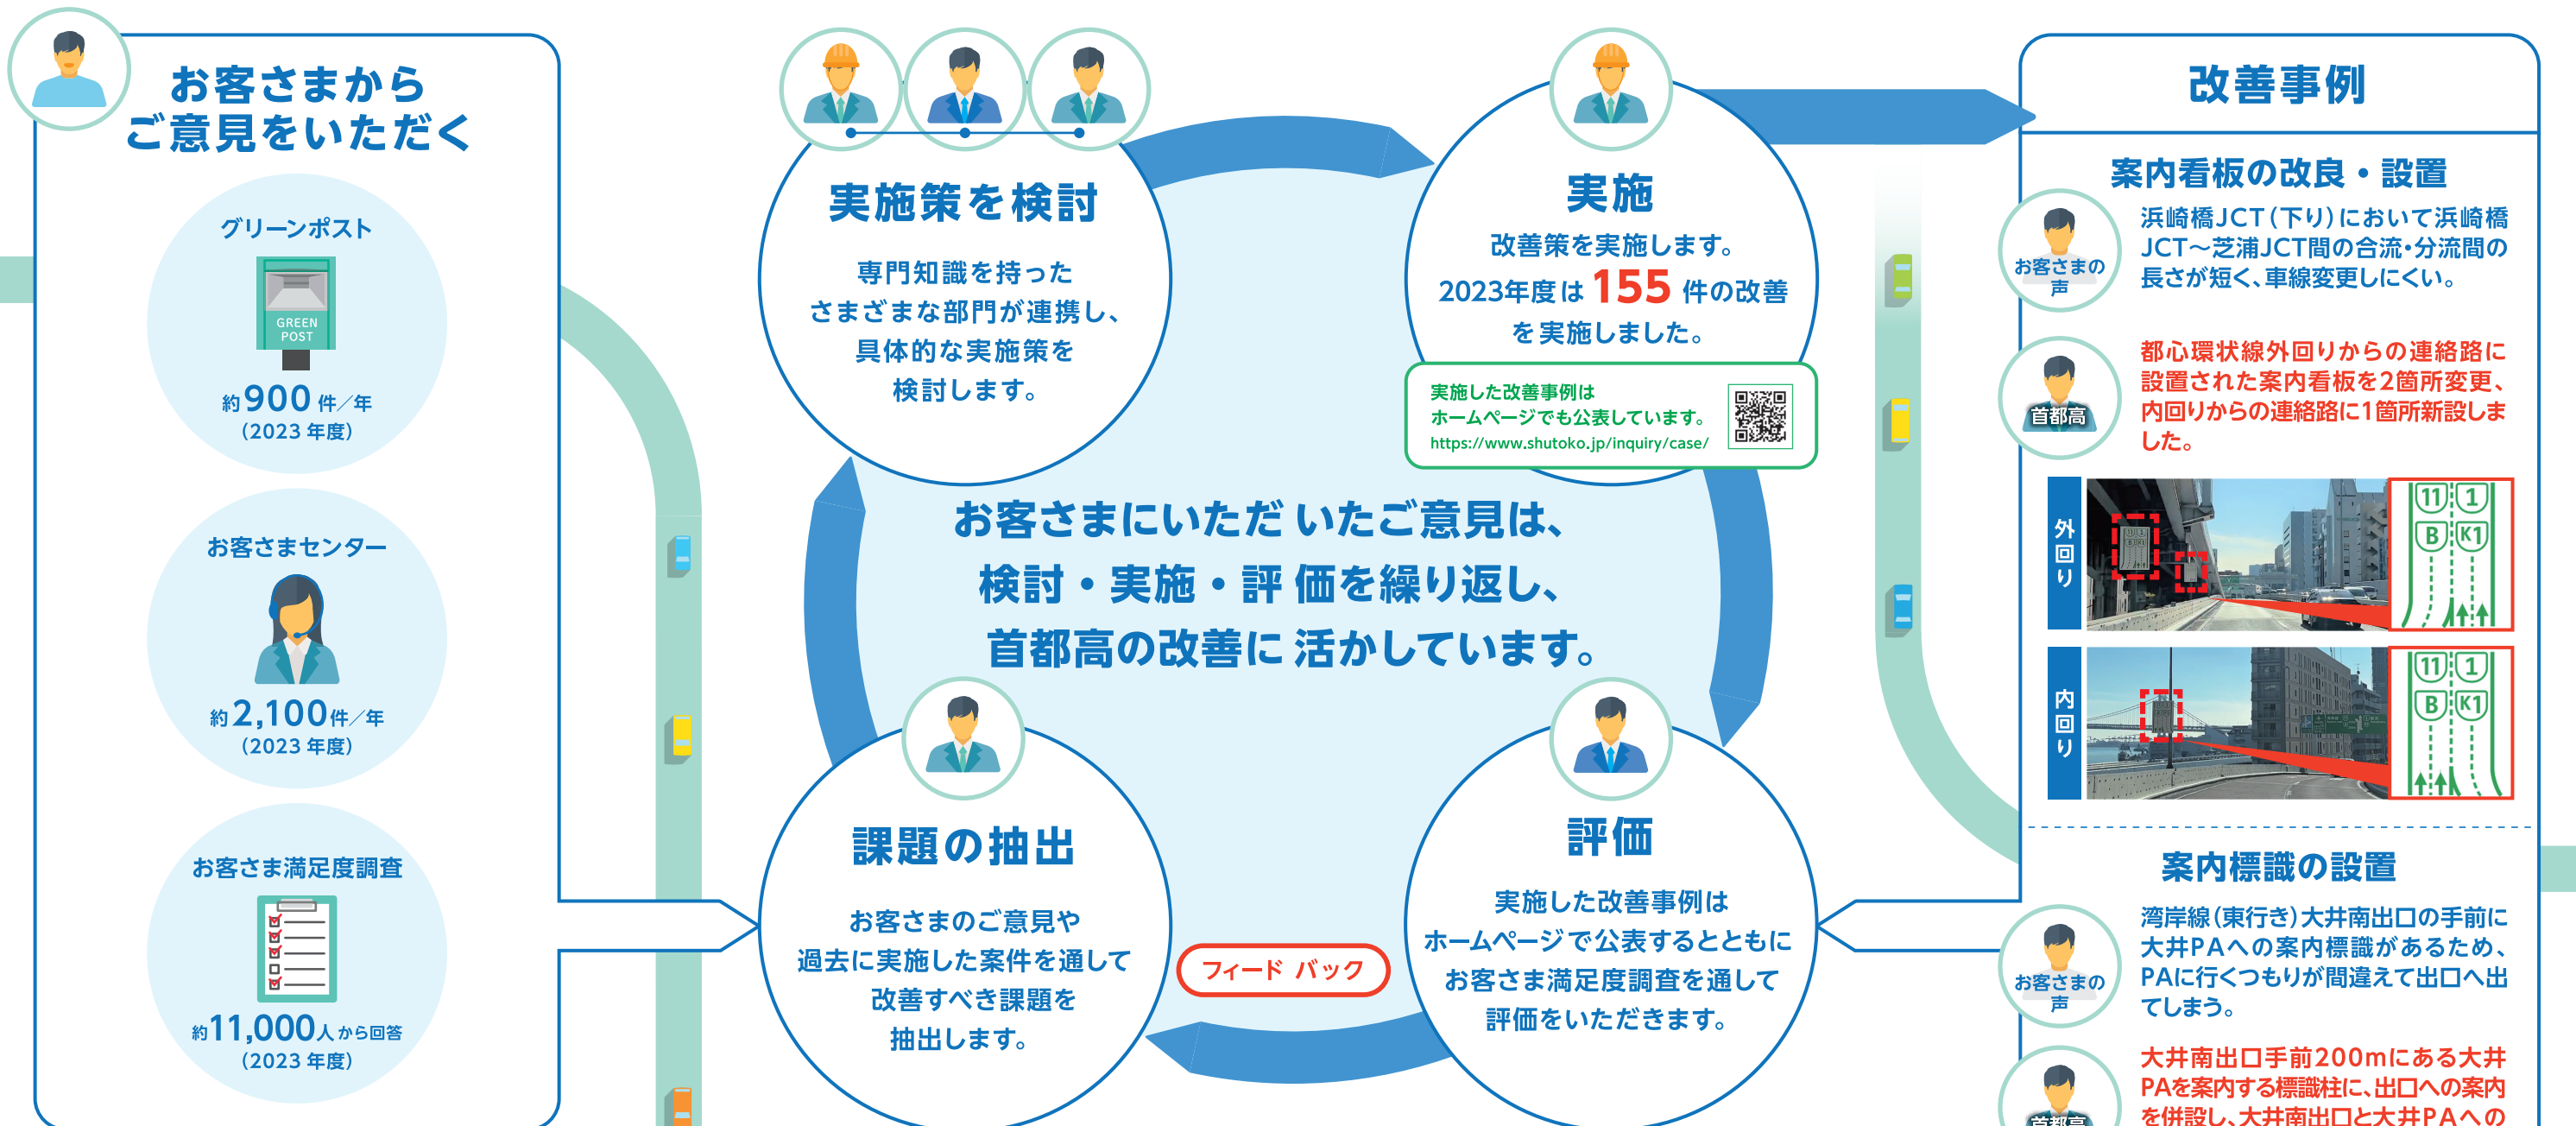 お客さまから
ご意見をいただく
グリーンポスト
GREEN
POST
約900件／年
（2023年度）
お客さまセンター
約2,100件／年
（2023年度）
お客さま満足度調査
約11,000人から回答
（2023年度）
実施策を検討
専門知識を持った
さまざまな部門が連携し、
具体的な実施策を
検討します。
実施
改善策を実施します。
2023年度は155件の改善
を実施しました。
実施した改善事例は
ホームページでも公表しています。
https://www.shutoko.jp/inquiry/case/
お客さまにいただいたご意見は、
検討・実施・評価を繰り返し、
首都高の改善に活かしています。
課題の抽出
お客さまのご意見や
過去に実施した案件を通して
改善すべき課題を
抽出します。
フィードバック
評価
実施した改善事例は
ホームページで公表するとともに
お客さま満足度調査を通して
評価をいただきます。
改善事例
案内看板の改良・設置
お客さまの
声
浜崎橋JCT（下り）において浜崎橋
JCT～芝浦JCT間の合流・分流間の
長さが短く、車線変更しにくい。
首都高
都心環状線外回りからの連絡路に
設置された案内看板を2箇所変更、
内回りからの連絡路に1箇所新設しま
した。
外回り
11 1
B K1
内回り
11 1
B K1
案内標識の設置
お客さまの
声
湾岸線（東行き）大井南出口の手前に
大井PAへの案内標識があるため、
PAに行くつもりが間違えて出口へ出
てしまう。
首都高
大井南出口手前200mにある大井
PAを案内する標識柱に、出口への案内
を併設し、大井南出口と大井PAへの